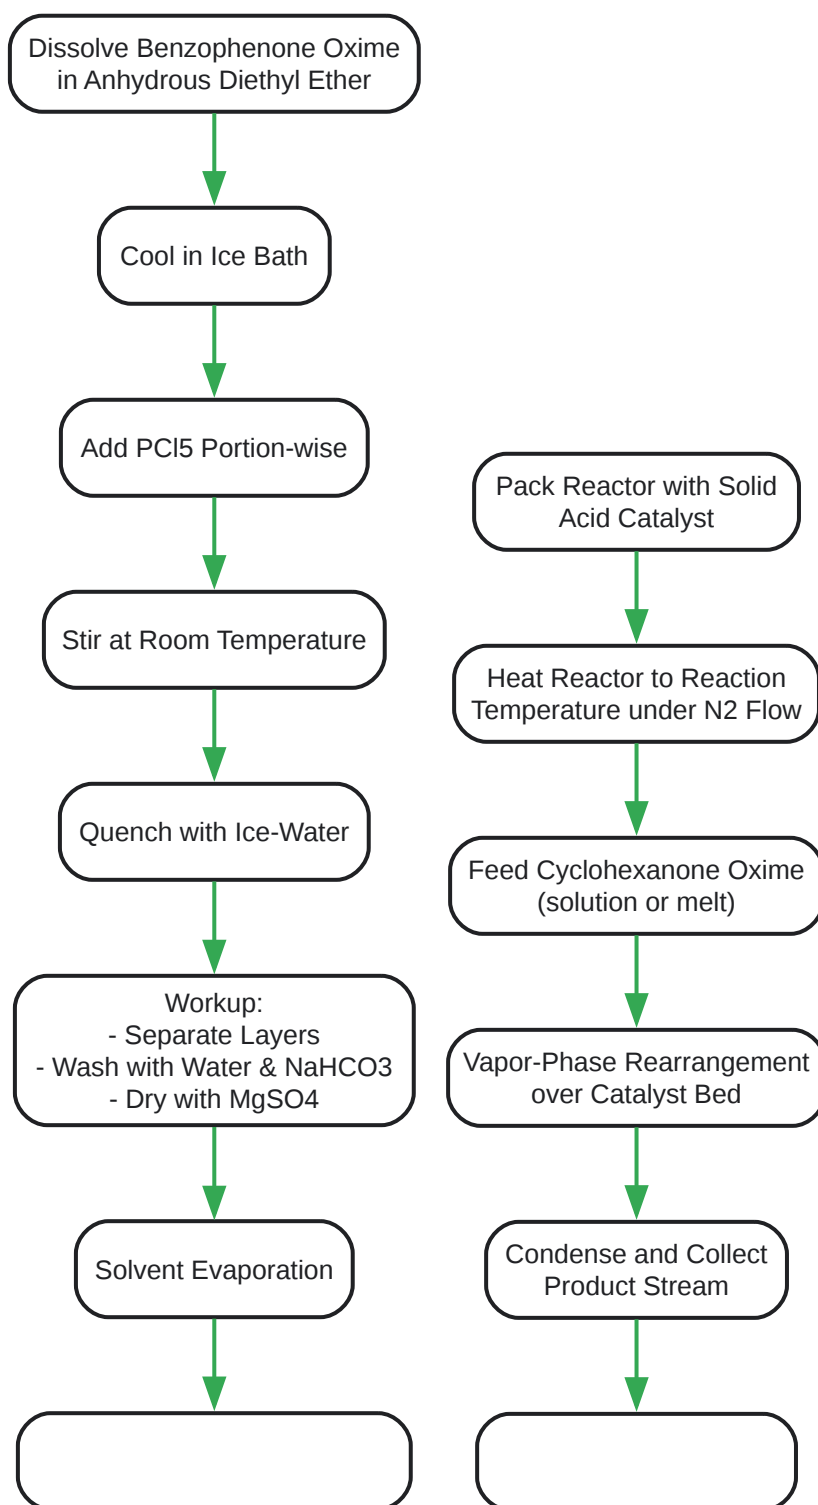 Dissolve Benzophenone Oxime
in Anhydrous Diethyl Ether
Cool in Ice Bath
Add PCl5 Portion-wise
Stir at Room Temperature
Quench with Ice-Water
Workup:
- Separate Layers
- Wash with Water & NaHCO3
- Dry with MgSO4
Solvent Evaporation
Pack Reactor with Solid
Acid Catalyst
Heat Reactor to Reaction
Temperature under N2 Flow
Feed Cyclohexanone Oxime
(solution or melt)
Vapor-Phase Rearrangement
over Catalyst Bed
Condense and Collect
Product Stream